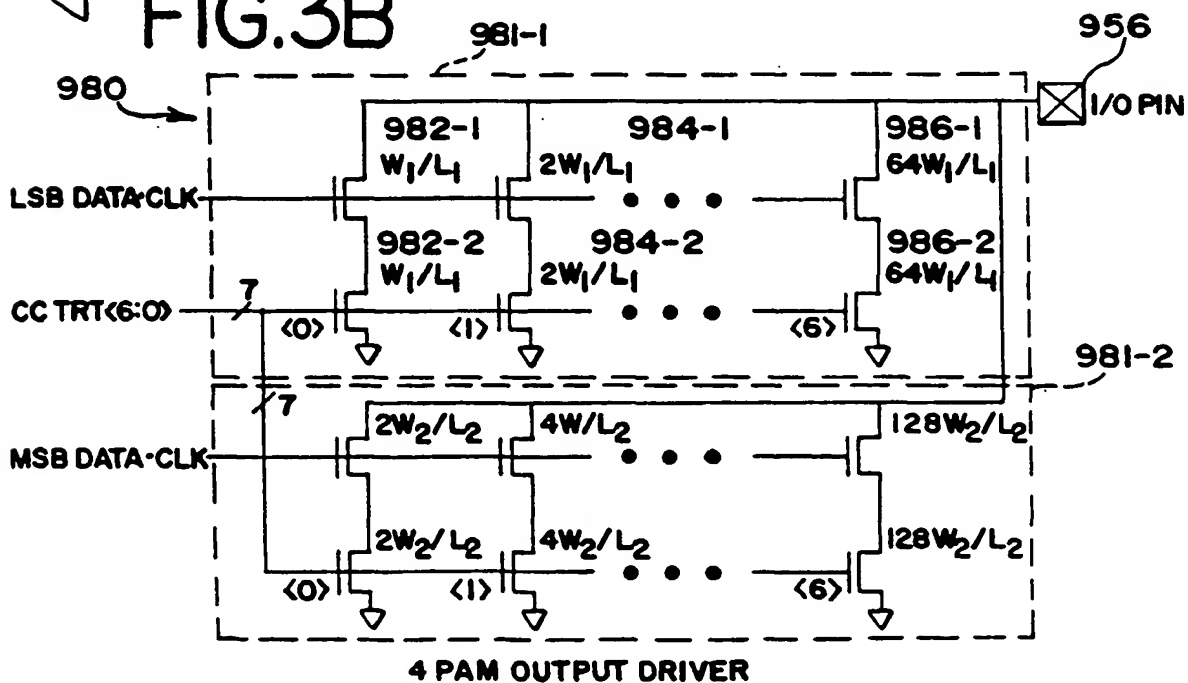 FIG.3B
981-1
956
980
I/O PIN
982-1
984-1
986-1
W₁/L₁
2W₁/L₁
64W₁/L₁
LSB DATA·CLK
982-2
984-2
986-2
W₁/L₁
2W₁/L₁
64W₁/L₁
CC TRT<6:0>
7
<0>
<1>
<6>
981-2
7
2W₂/L₂
4W/L₂
128W₂/L₂
MSB DATA·CLK
2W₂/L₂
4W₂/L₂
128W₂/L₂
<0>
<1>
<6>
4 PAM OUTPUT DRIVER